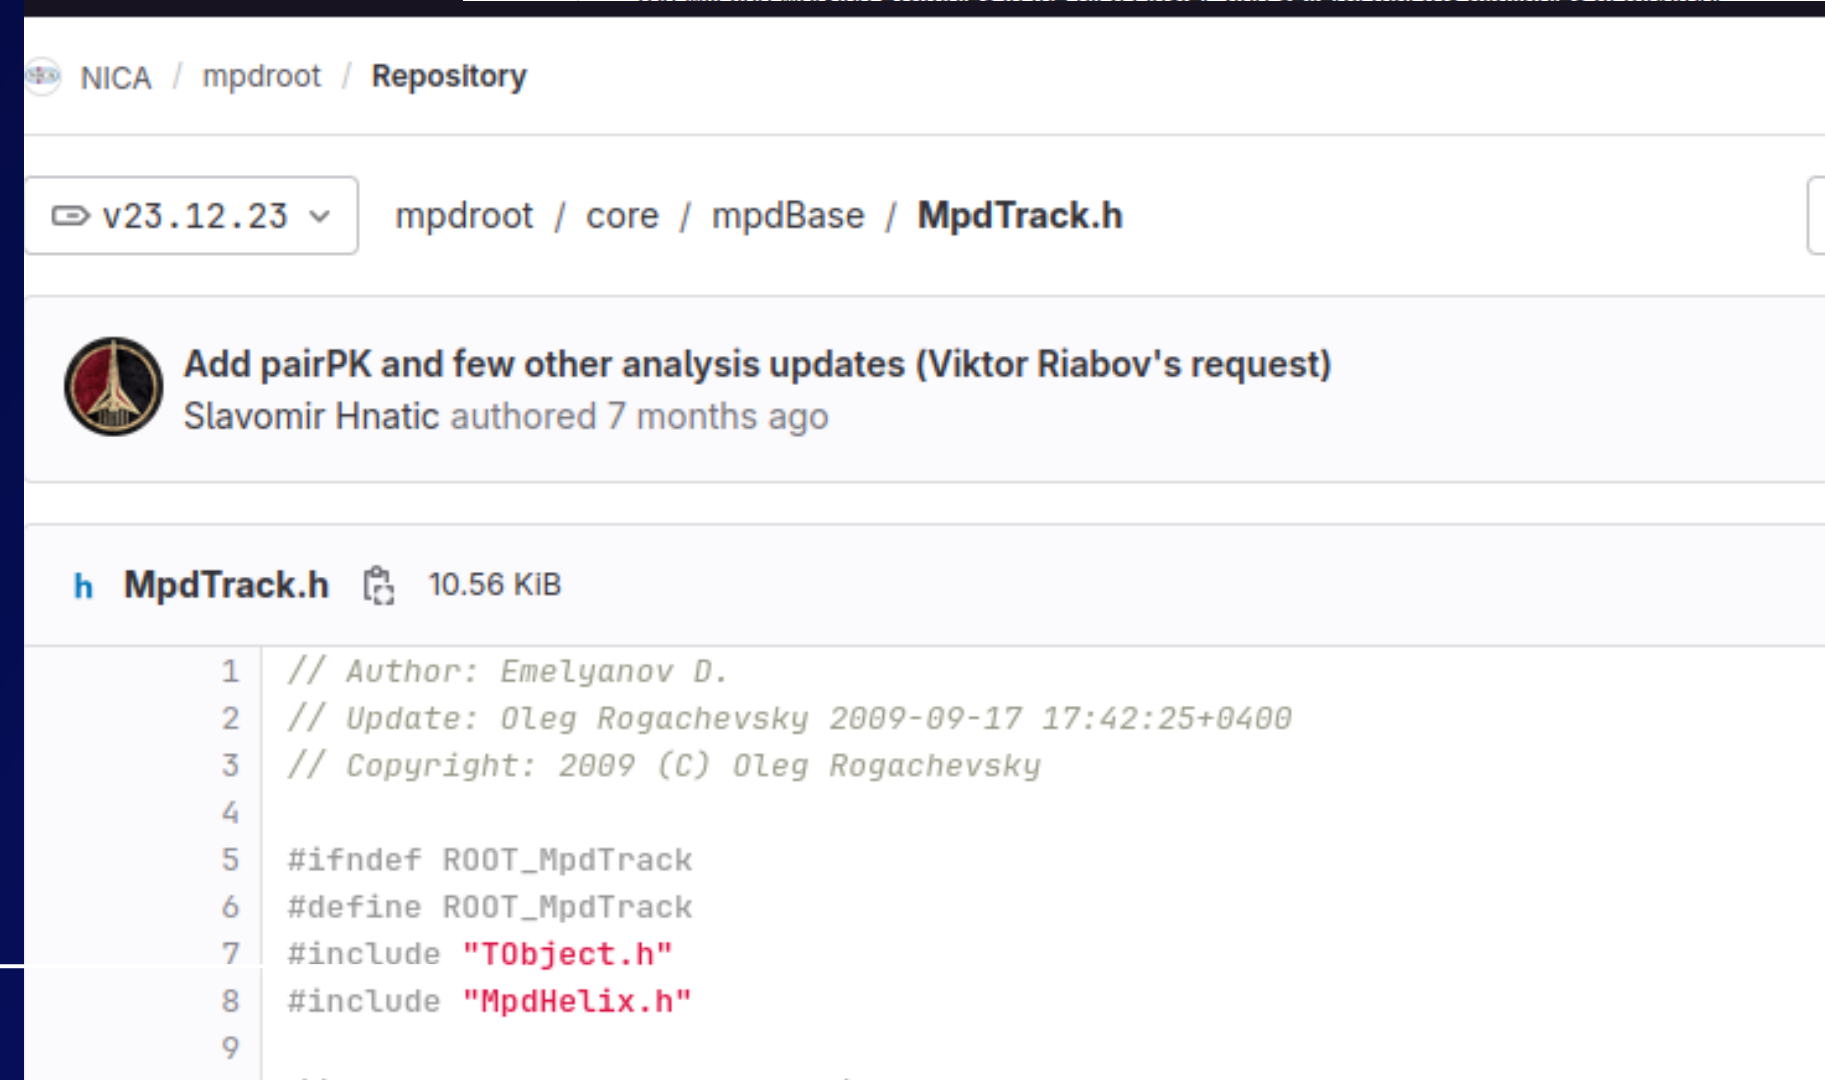 NICA / mpdroot / Repository
v23.12.23 mpdroot / core / mpdBase / MpdTrack.h
Add pairPK and few other analysis updates (Viktor Riabov's request)
Slavomir Hnatic authored 7 months ago
h MpdTrack.h 10.56 KiB
1 // Author: Emelyanov D.
2 // Update: Oleg Rogachevsky 2009-09-17 17:42:25+0400
3 // Copyright: 2009 (C) Oleg Rogachevsky
4
5 #ifndef ROOT_MpdTrack
6 #define ROOT_MpdTrack
7 #include "TObject.h"
8 #include "MpdHelix.h"
9